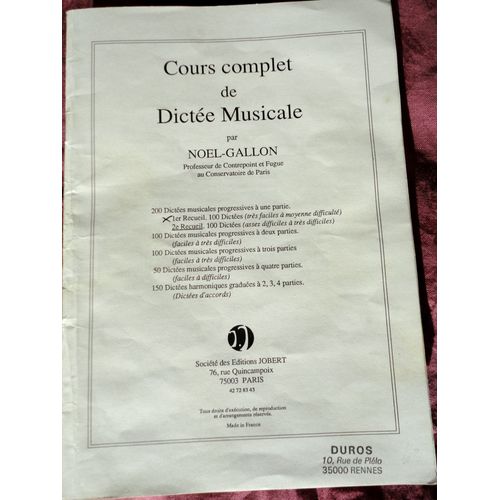 Cours complet
de
Dictée Musicale
par
NOEL-GALLON
Professeur de Contrepoint et Fugue
au Conservatoire de Paris
200 Dictées musicales progressives à une partie.
1er Recueil. 100 Dictées (très faciles à moyenne difficulté)
2e Recueil. 100 Dictées (asses difficiles à très difficiles)
100 Dictées musicales progressives à deux parties.
(faciles à très difficiles)
100 Dictées musicales progressives à trois parties
(faciles à très difficiles)
50 Dictées musicales progressives à quatre parties.
(faciles à difficiles)
150 Dictées harmoniques graduées à 2, 3, 4 parties.
(Dictées d'accords)
Société des Editions JOBERT
76, rue Quincampoix
75003 PARIS
42 72 83 43
Tous droits d'exécution, de reproduction
et d'arrangements réservés.
Made in France
DUROS
10, Rue de Plélo
35000 RENNES